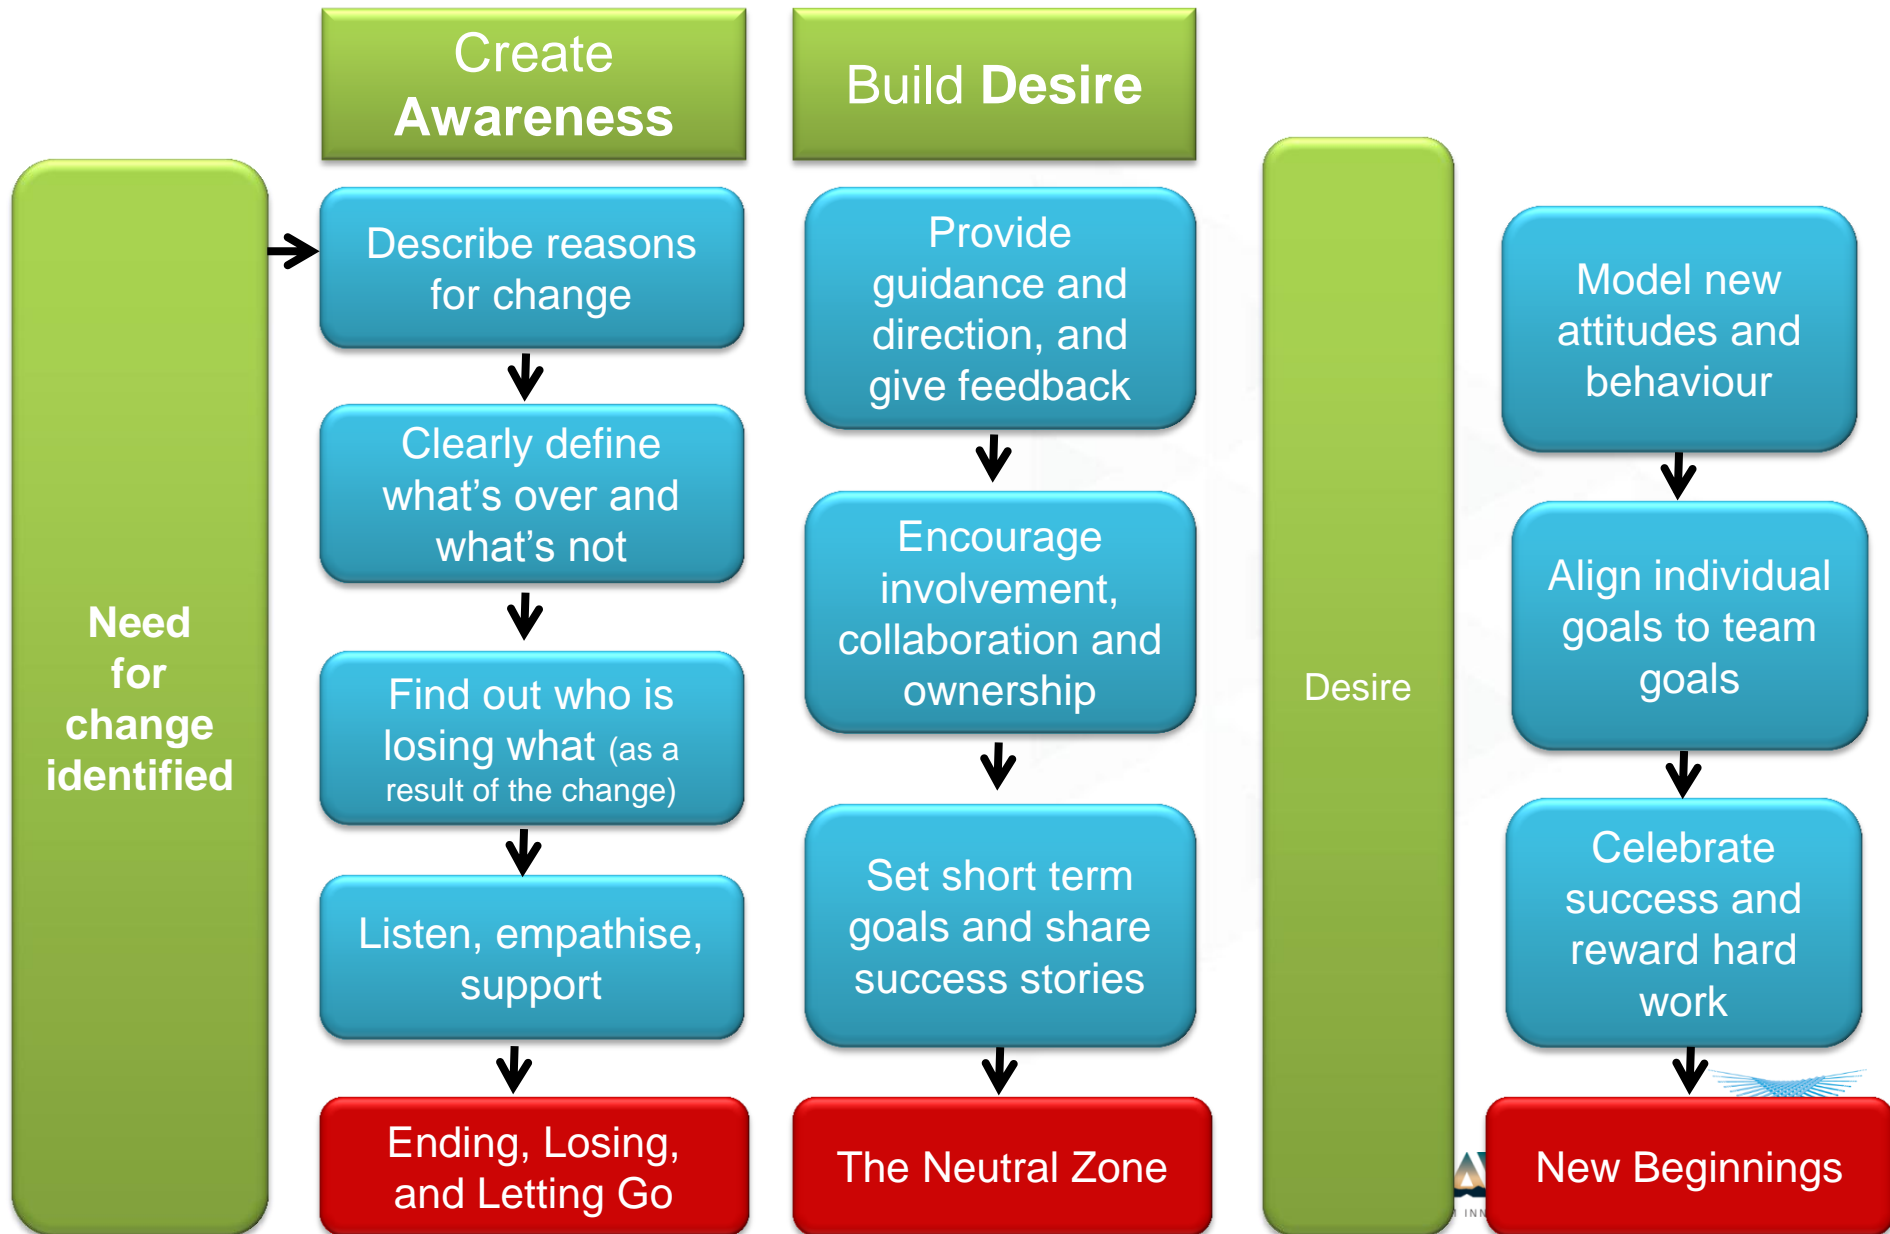 Need
for
change
identified
Create
Awareness
Describe reasons
for change
Clearly define
what’s over and
what’s not
Find out who is
losing what (as a
result of the change)
Listen, empathise,
support
Ending, Losing,
and Letting Go
Build Desire
Provide
guidance and
direction, and
give feedback
Encourage
involvement,
collaboration and
ownership
Set short term
goals and share
success stories
The Neutral Zone
Desire
Model new
attitudes and
behaviour
Align individual
goals to team
goals
Celebrate
success and
reward hard
work
New Beginnings